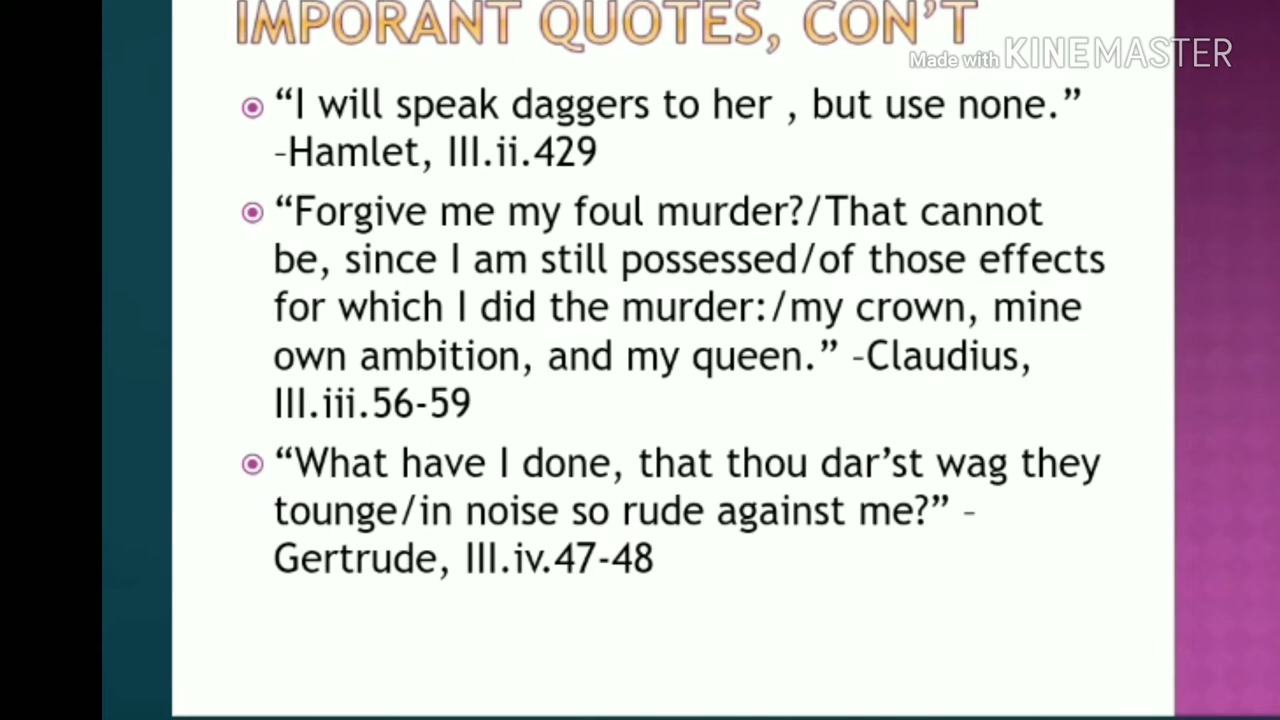 IMPORANT QUOTES, CON’T
Made with KINEMASTER
“I will speak daggers to her , but use none.”
–Hamlet, III.ii.429
“Forgive me my foul murder?/That cannot
be, since I am still possessed/of those effects
for which I did the murder:/my crown, mine
own ambition, and my queen.” –Claudius,
III.iii.56-59
“What have I done, that thou dar’st wag they
tounge/in noise so rude against me?” –
Gertrude, III.iv.47-48